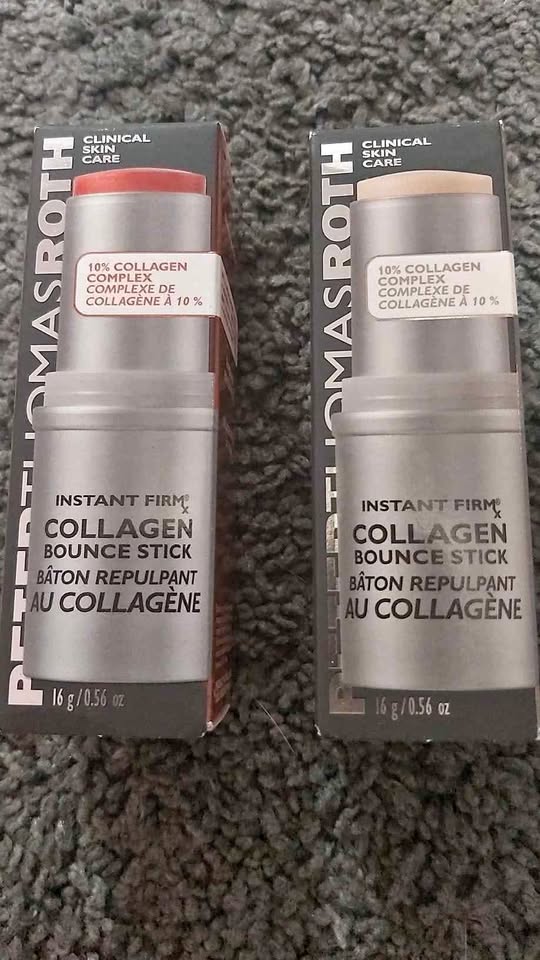 CLINICAL
SKIN
CARE
PETERTHOMASROTH
10% COLLAGEN
COMPLEX
COMPLEXE DE
COLLAGÈNE À 10 %
INSTANT FIRMx®
COLLAGEN
BOUNCE STICK
BÂTON REPULPANT
AU COLLAGÈNE
16 g/0.56 oz
CLINICAL
SKIN
CARE
PETERTHOMASROTH
10% COLLAGEN
COMPLEX
COMPLEXE DE
COLLAGÈNE À 10 %
INSTANT FIRMx®
COLLAGEN
BOUNCE STICK
BÂTON REPULPANT
AU COLLAGÈNE
16 g/0.56 oz